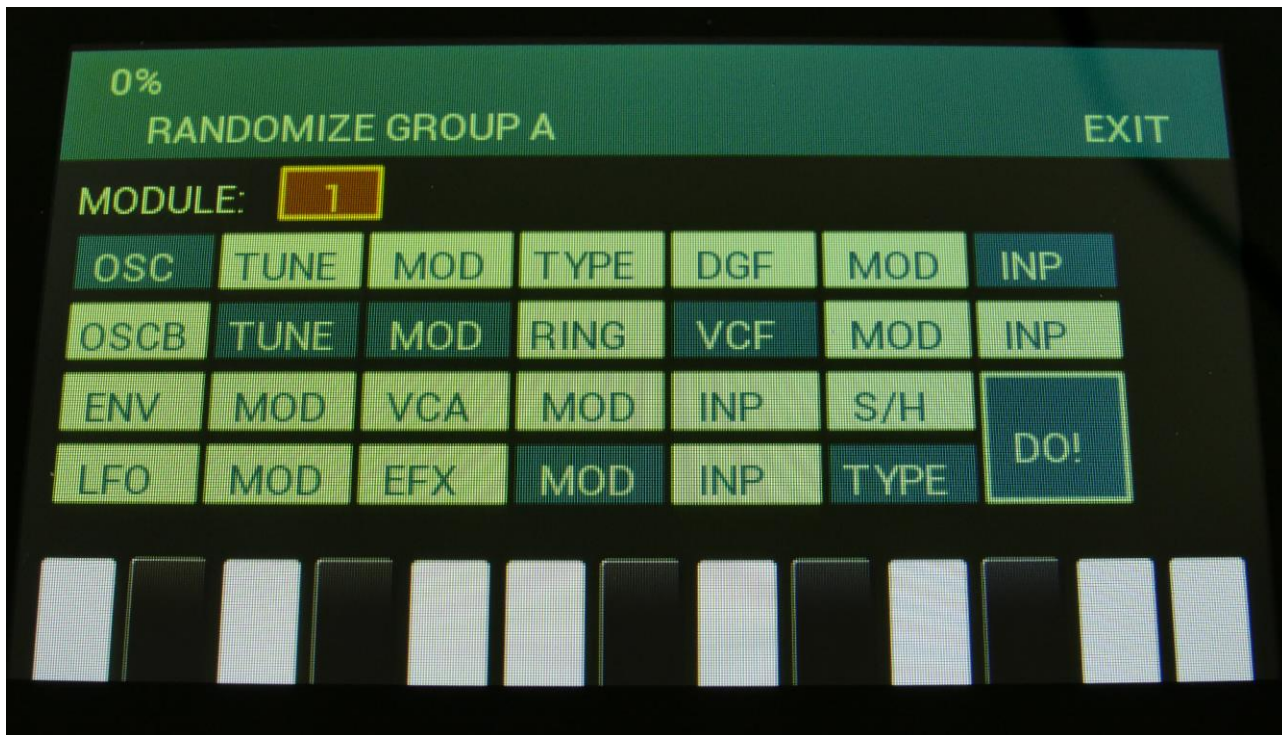 0%
RANDOMIZE GROUP A EXIT
MODULE: 1
OSC TUNE MOD TYPE DGF MOD INP
OSCB TUNE MOD RING VCF MOD INP
ENV MOD VCA MOD INP S/H
DO!
LFO MOD EFX MOD INP TYPE